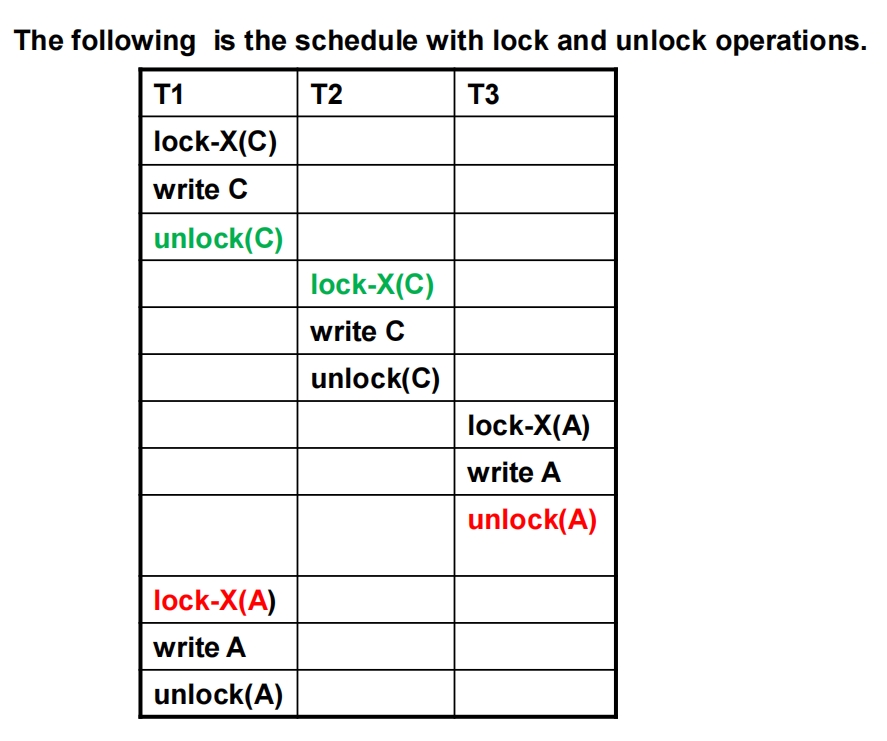 The following is the schedule with lock and unlock operations.
T1 T2 T3
lock-X(C)
write C
unlock(C)
lock-X(C)
write C
unlock(C)
lock-X(A)
write A
unlock(A)
lock-X(A)
write A
unlock(A)